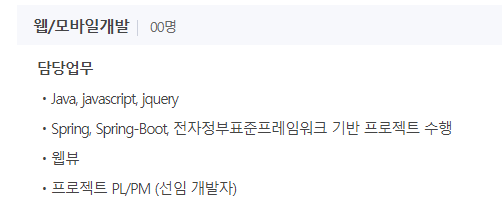 웹/모바일개발 | 00명
담당업무
• Java, javascript, jquery
• Spring, Spring-Boot, 전자정부표준프레임워크 기반 프로젝트 수행
• 웹뷰
• 프로젝트 PL/PM (선임 개발자)